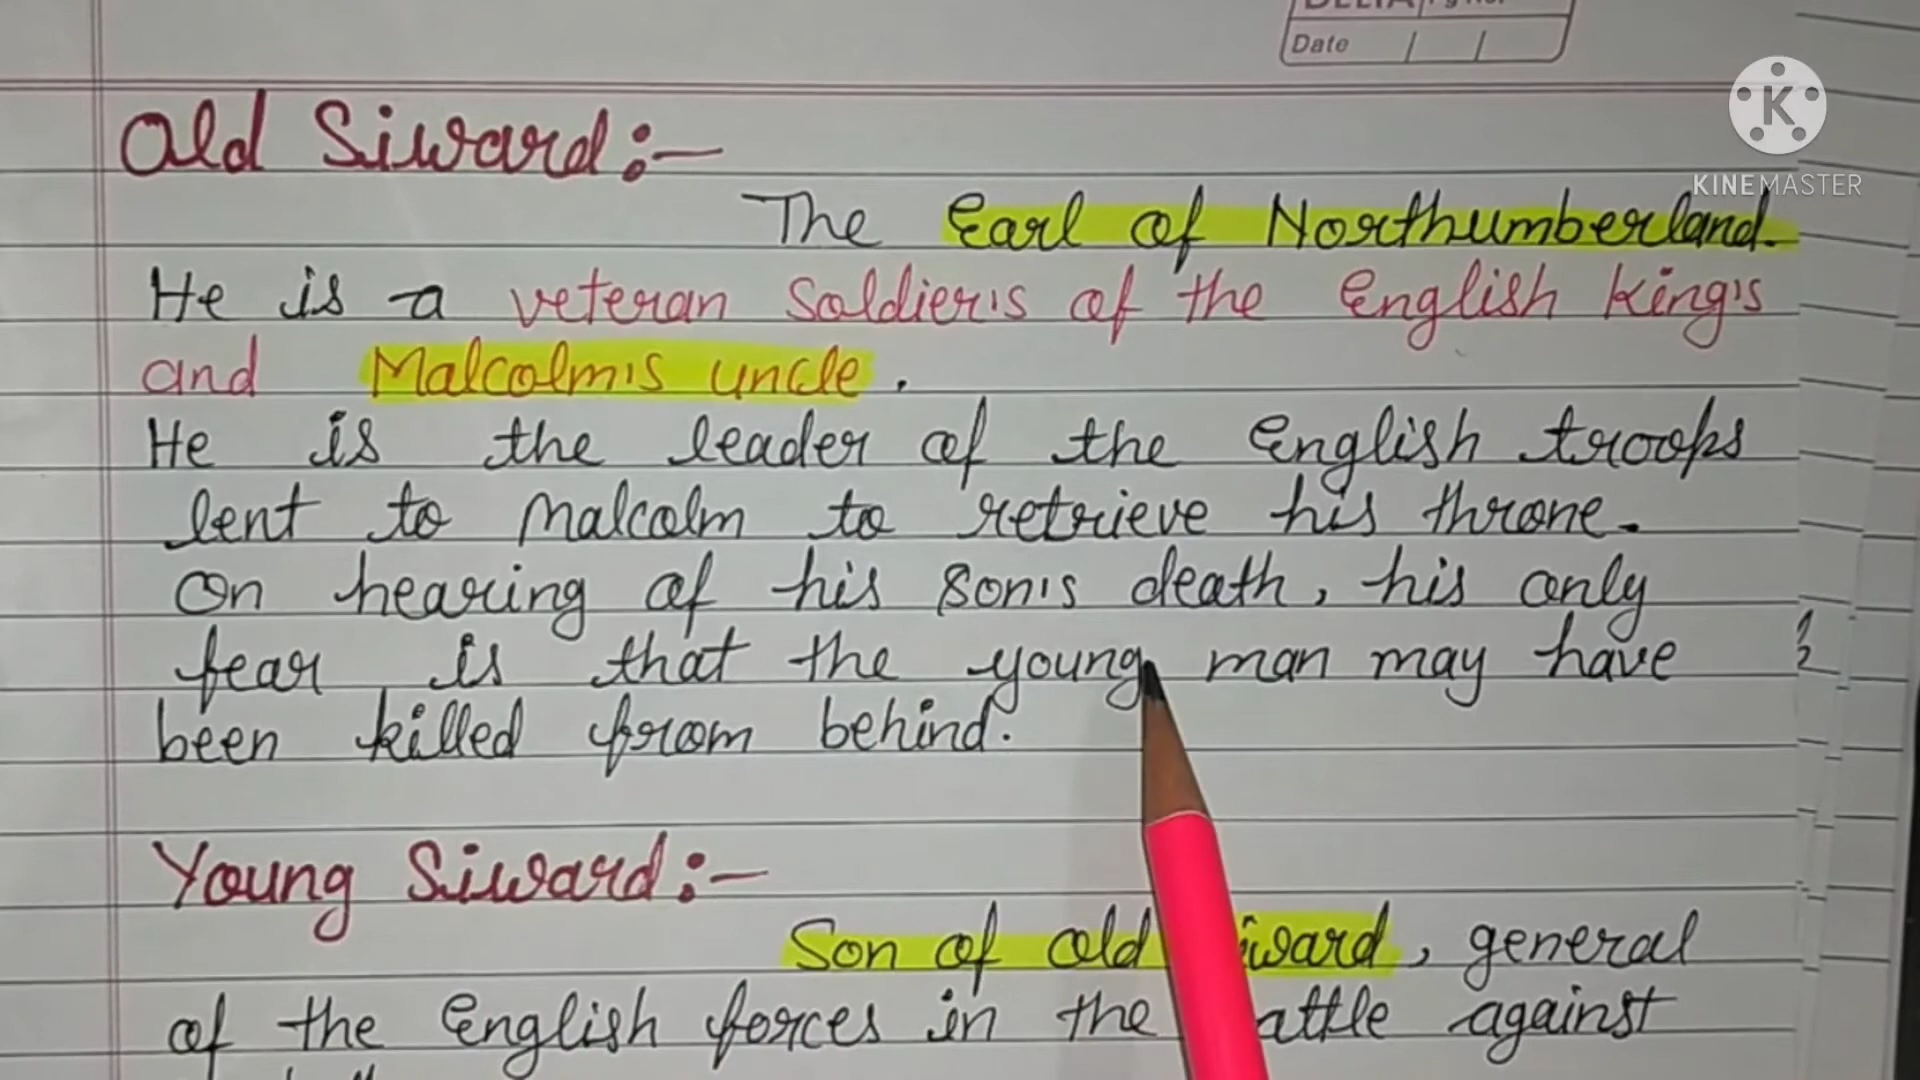 Date / /
KINEMASTER
Old Siward:-
The Earl of Northumberland.
He is a veteran Soldier's of the English King's
and Malcolm's uncle.
He is the leader of the English troops
lent to Malcolm to retrieve his throne.
On hearing of his Son's death, his only
fear is that the young man may have
been killed from behind.
Young Siward:-
Son of old iward, general
of the English forces in the attle against